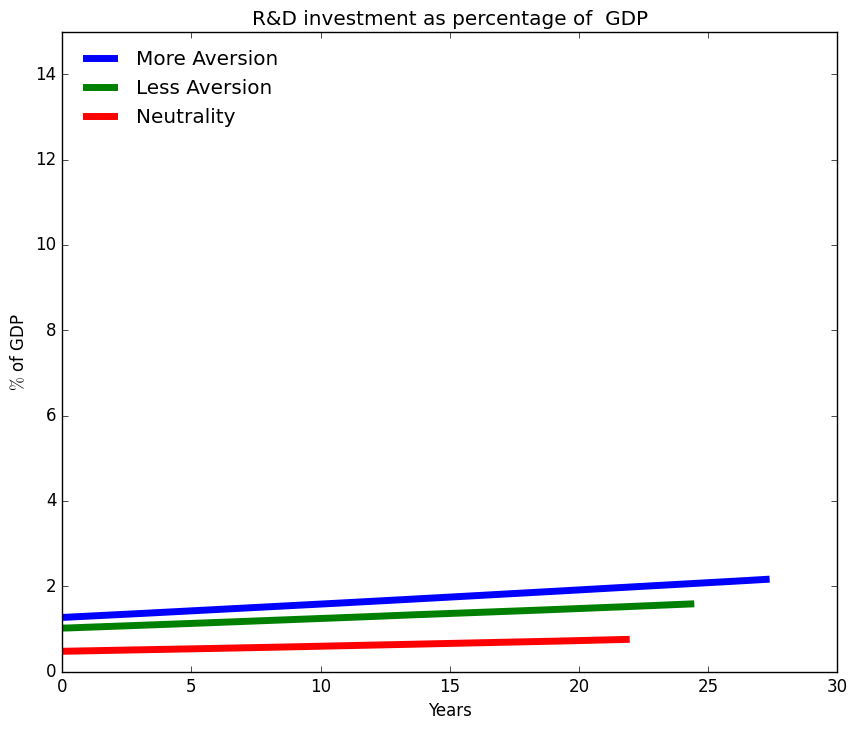 R&D investment as percentage of  GDP
More Aversion
Less Aversion
Neutrality
% of GDP
14
12
10
8
6
4
2
0
0 5 10 15 20 25 30
Years